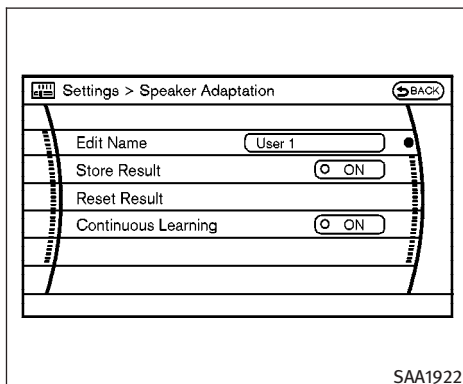 Settings > Speaker Adaptation BACK
Edit Name User 1
Store Result ON
Reset Result
Continuous Learning ON
SAA1922